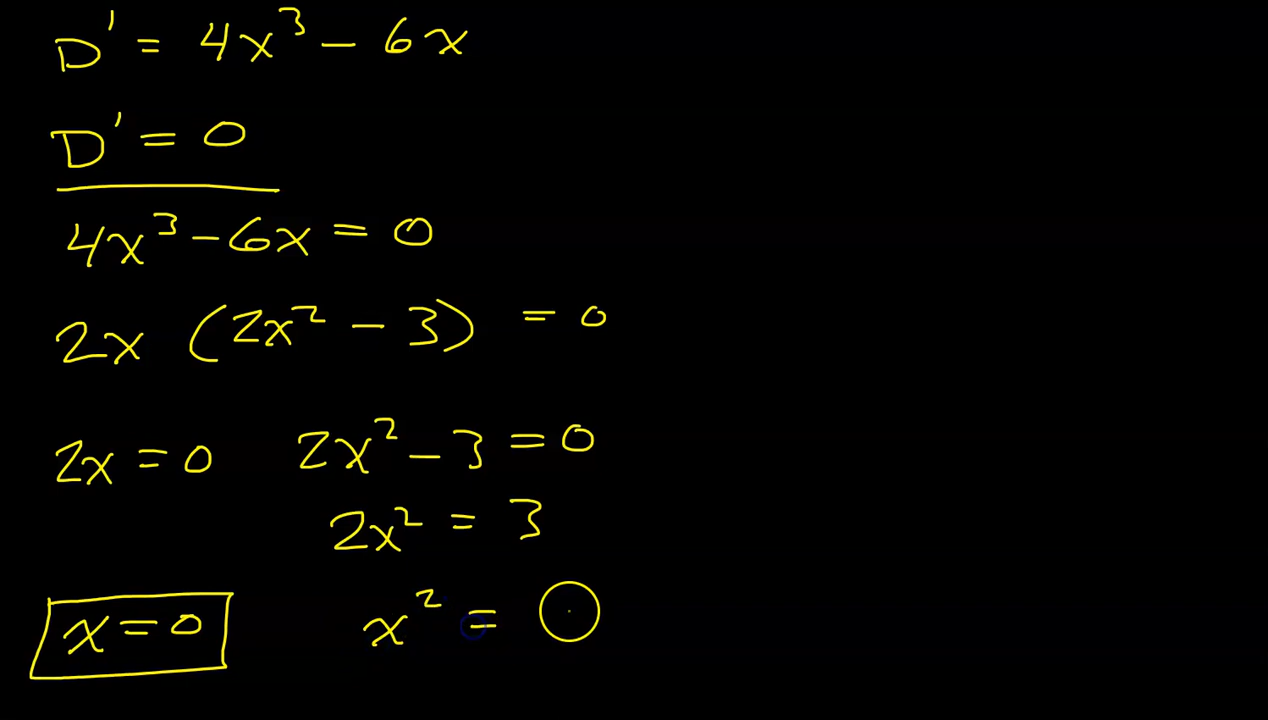 D' = 4x³ - 6x
D' = 0
4x³ - 6x = 0
2x (2x² - 3) = 0
2x = 0 2x² - 3 = 0
2x² = 3
x = 0 x² =